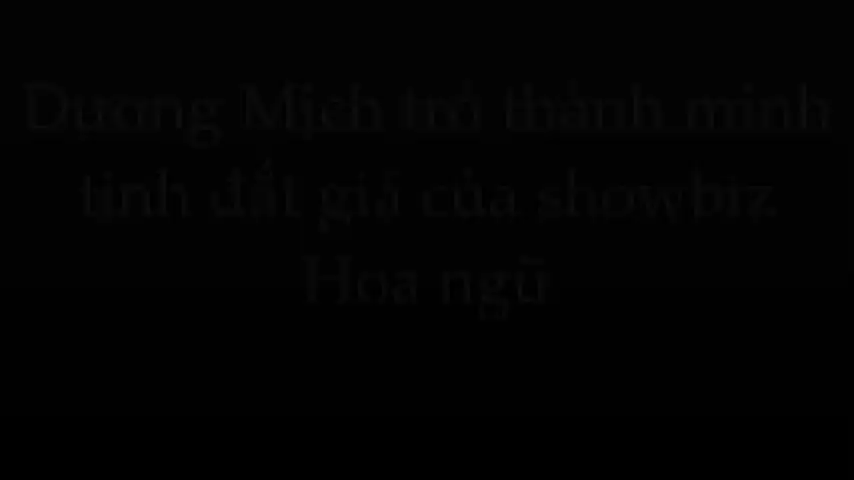 Dương Mịch trở thành minh
tinh đắt giá của showbiz
Hoa ngữ